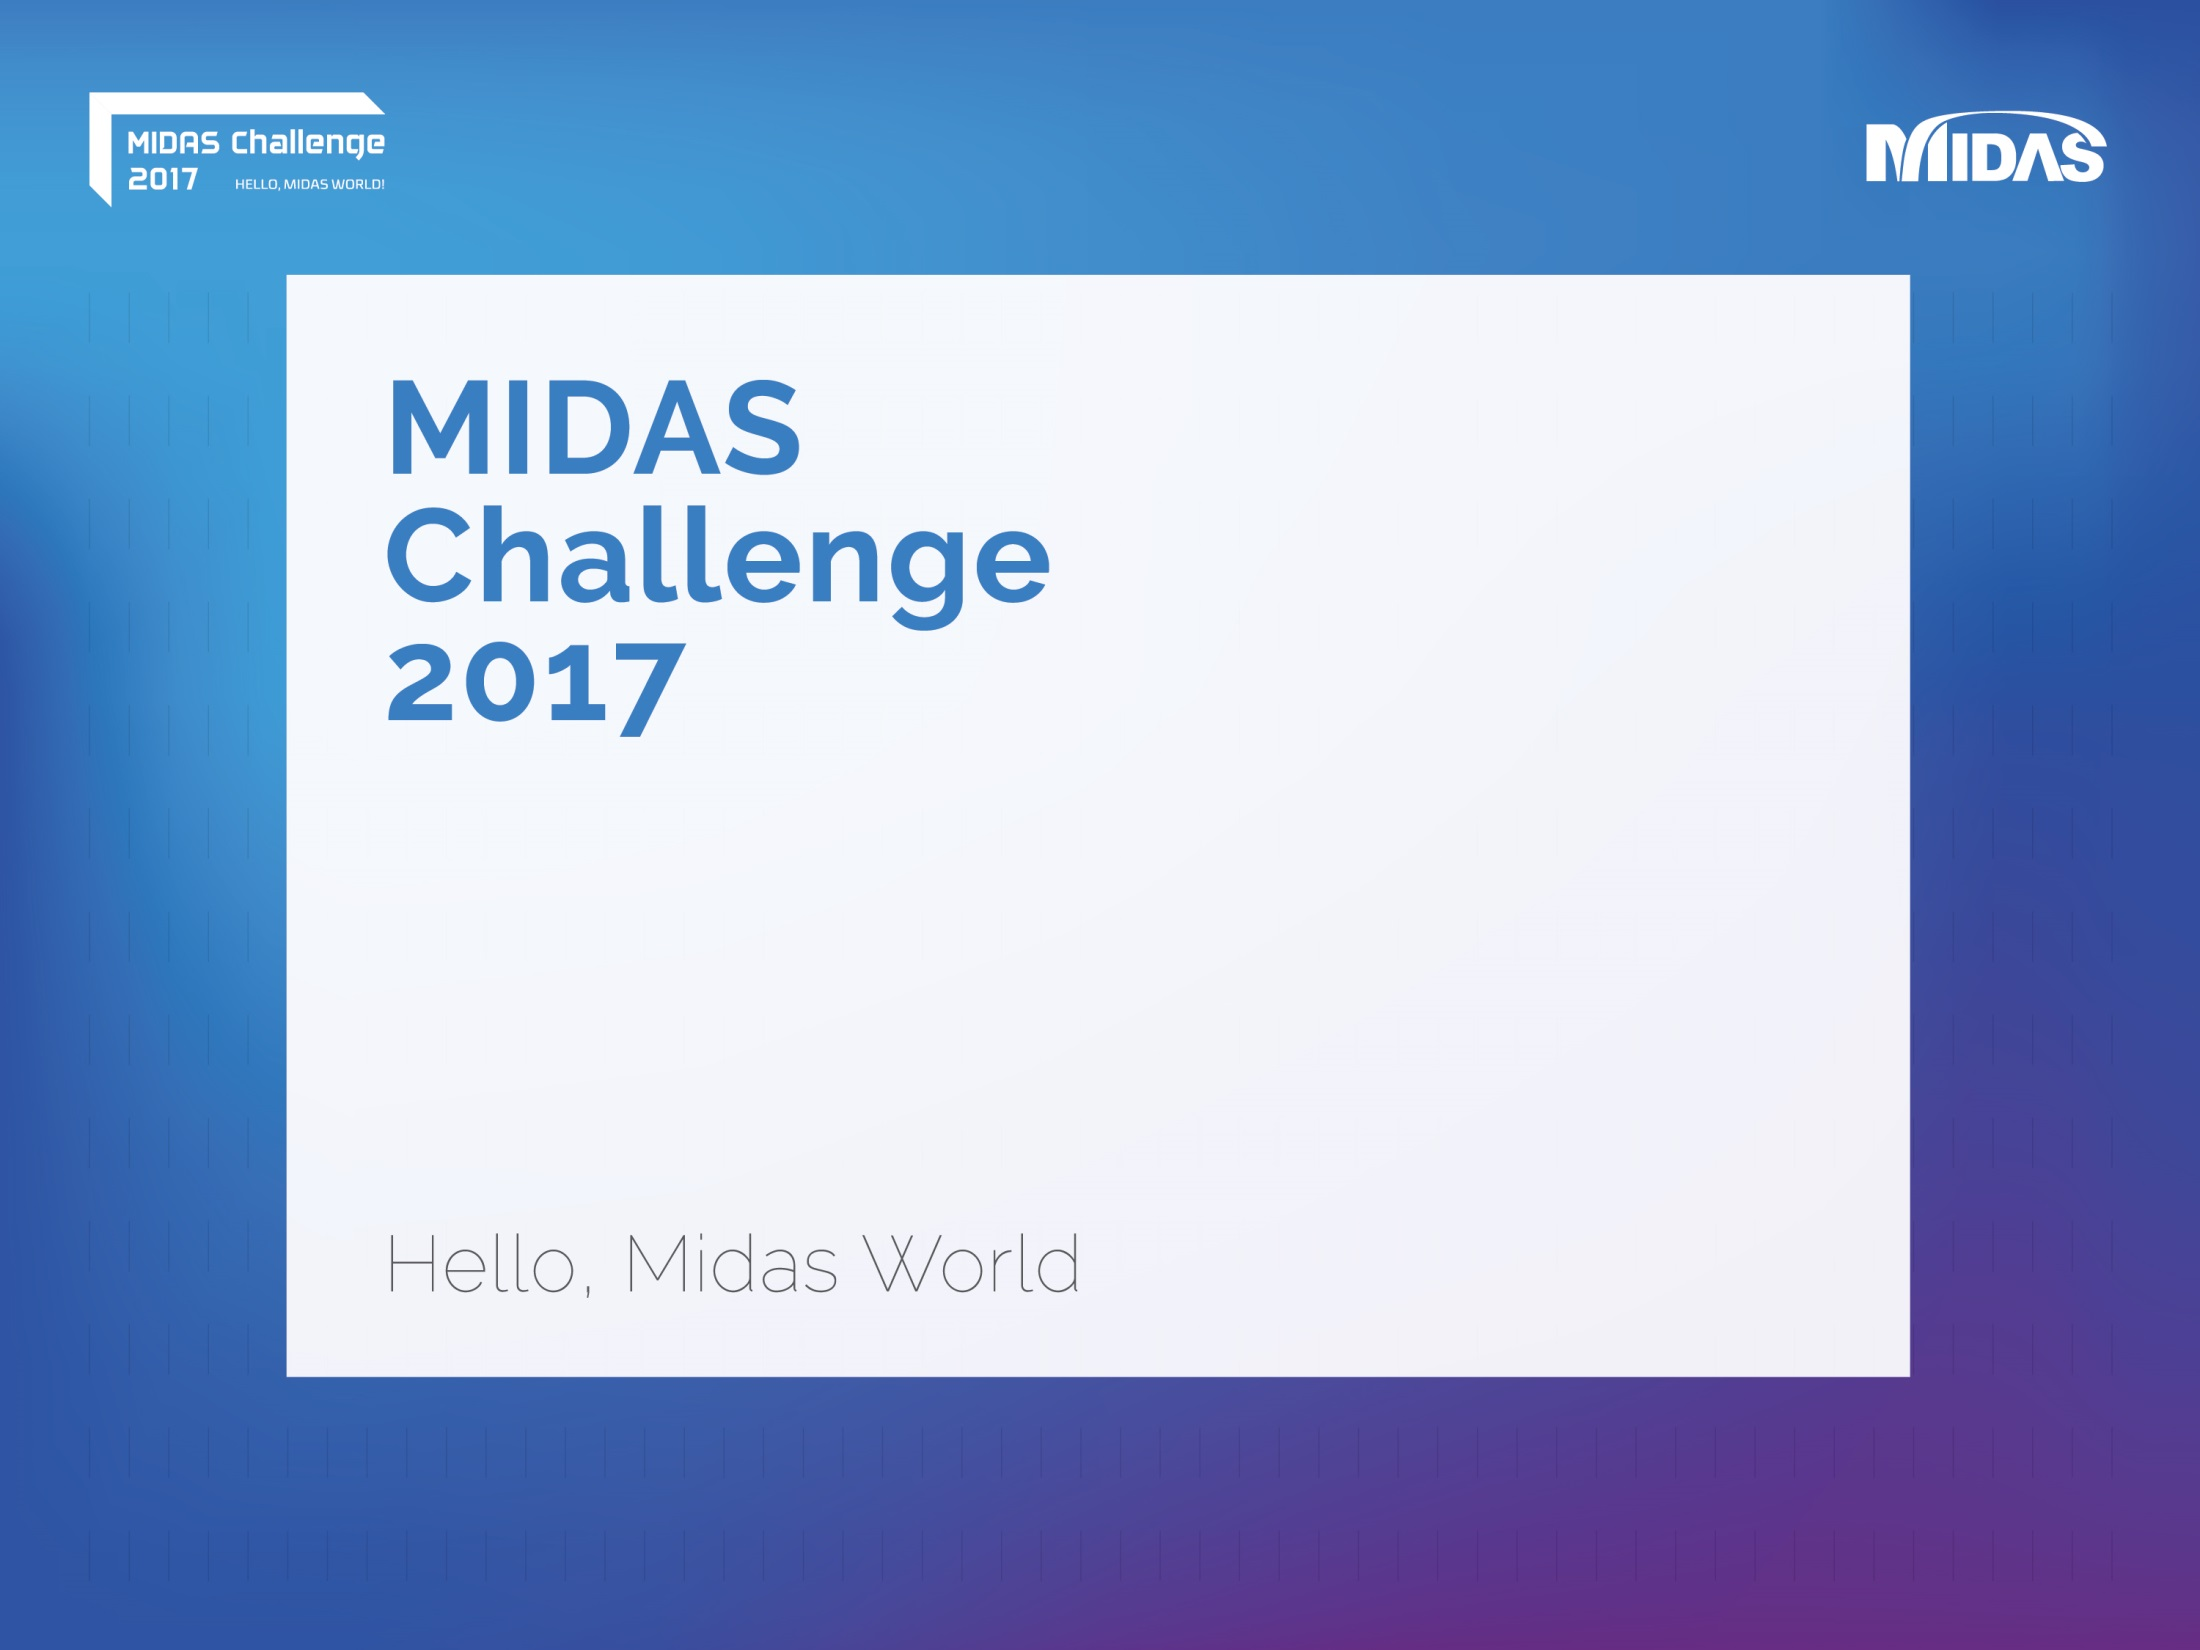 MIDAS Challenge
2017 HELLO, MIDAS WORLD!
MIDAS
MIDAS
Challenge
2017
Hello, Midas World